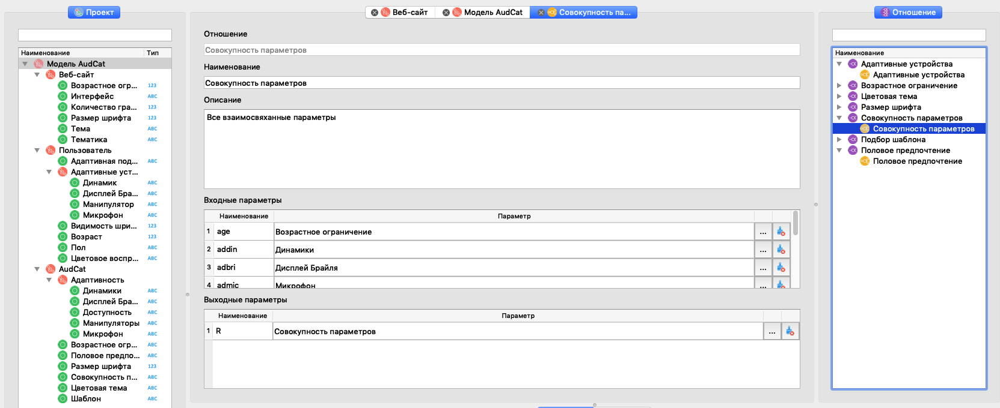 Проект
Наименование Тип
Модель AudCat
Веб-сайт
Возрастное огр... 123
Интерфейс ABC
Количество гра... 123
Размер шрифта 123
Тема ABC
Тематика ABC
Пользователь
Адаптивная под... ABC
Адаптивные уст...
Динамик ABC
Дисплей Бра... ABC
Манипулятор ABC
Микрофон ABC
Видимость шри... 123
Возраст 123
Пол ABC
Цветовое воспр... ABC
AudCat
Адаптивность
Динамики ABC
Дисплей Бра... ABC
Доступность ABC
Манипуляторы ABC
Микрофон ABC
Возрастное огр... ABC
Половое предпо... ABC
Размер шрифта 123
Совокупность п... ABC
Цветовая тема ABC
Шаблон ABC
Веб-сайт Модель AudCat Совокупность па...
Отношение
Совокупность параметров
Наименование
Совокупность параметров
Описание
Все взаимосвяханные параметры
Входные параметры
Наименование Параметр
1 age Возрастное ограничение ...
2 addin Динамики ...
3 adbri Дисплей Брайля ...
4 admic Микрофон ...
Выходные параметры
Наименование Параметр
1 R Совокупность параметров ...
Отношение
Наименование
Адаптивные устройства
Адаптивные устройства
Возрастное ограничение
Цветовая тема
Размер шрифта
Совокупность параметров
Совокупность параметров
Подбор шаблона
Половое предпочтение
Половое предпочтение